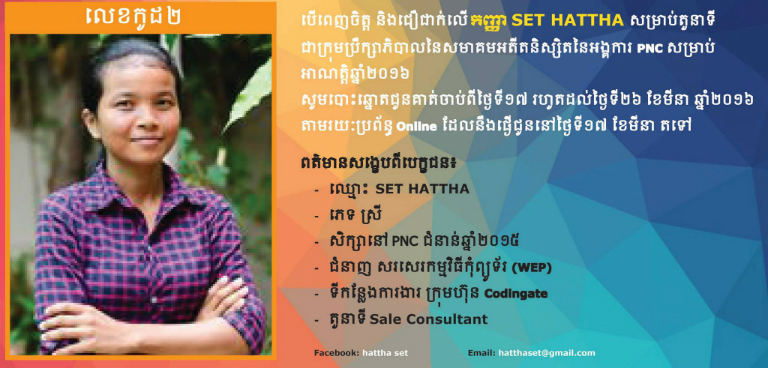 លេខកូដ២
បើពេញចិត្ត និងជឿជាក់លើកញ្ញា SET HATTHA សម្រាប់តួនាទី
ជាក្រុមប្រឹក្សាភិបាលនៃសមាគមអតីតនិស្សិតនៃអង្គការ PNC សម្រាប់
អាណត្តិឆ្នាំ២០១៦
សូមបោះឆ្នោតជូនគាត់ចាប់ពីថ្ងៃទី១៧ រហូតដល់ថ្ងៃទី២៦ ខែមីនា ឆ្នាំ២០១៦
តាមរយៈប្រព័ន្ធ Online ដែលនឹងផ្ញើជូននៅថ្ងៃទី១៧ ខែមីនា តទៅ
ពត៌មានសង្ខេបពីបេក្ខជន៖
- ឈ្មោះ SET HATTHA
- ភេទ ស្រី
- សិក្សានៅ PNC ជំនាន់ឆ្នាំ២០១៥
- ជំនាញ សរសេរកម្មវិធីកុំព្យូទ័រ (WEP)
- ទីកន្លែងការងារ ក្រុមហ៊ុន Codingate
- តួនាទី Sale Consultant
Facebook: hattha set Email: hatthaset@gmail.com